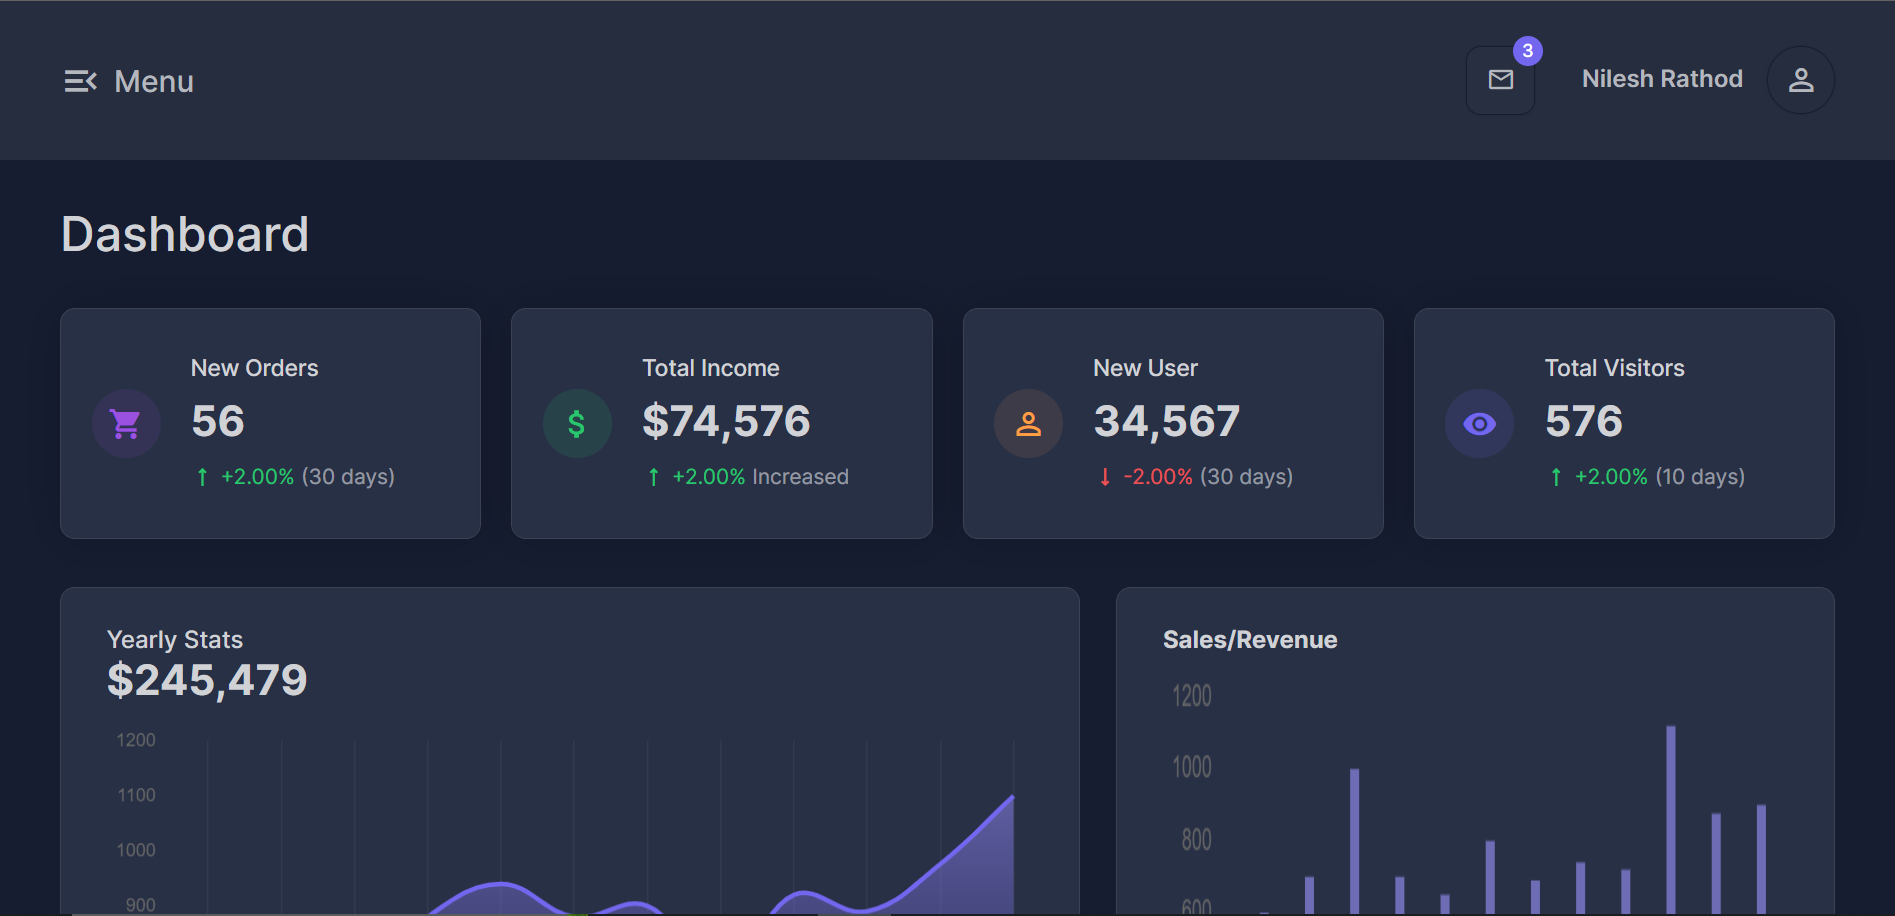 Menu
3
Nilesh Rathod
Dashboard
New Orders
56
+2.00% (30 days)
Total Income
$74,576
+2.00% Increased
New User
34,567
-2.00% (30 days)
Total Visitors
576
+2.00% (10 days)
Yearly Stats
$245,479
1200
1100
1000
900
Sales/Revenue
1200
1000
800
600